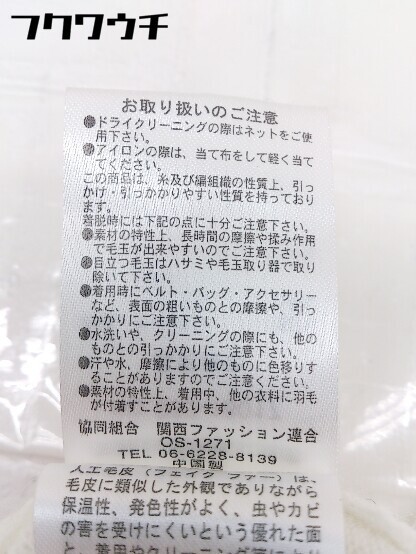 フクワウチ
お取り扱いのご注意
●ドライクリーニングの際はネットをご使
用下さい。
●アイロンの際は、当て布をして軽く当て
てください。
この商品は、糸及び編組織の性質上、引っ
かけ・引っかかりやすい性質を持っており
ます。
着脱時には下記の点に十分ご注意下さい。
●素材の特性上、長時間の摩擦や揉み作用
で毛玉が出来やすいのでご注意下さい。
●目立つ毛玉はハサミや毛玉取り器で取り
除いて下さい。
●着用時にベルト・バッグ・アクセサリー
など、表面の粗いものとの摩擦や、引っ
かかりにご注意下さい。
●水洗いや、クリーニングの際にも、他の
ものとの引っかかりにご注意下さい。
●汗や水、摩擦により他のものに色移りす
ることがありますのでご注意ください。
●素材の特性上、着用中、他の衣料に羽毛
が付着することがあります。
協同組合 関西ファッション連合
OS-1271
TEL 06-6228-8139
中国製
人工毛皮(フェイクファー)は、
毛皮に類似した外観でありながら
保温性、発色性がよく、虫やカビ
の害を受けにくいという優れた面